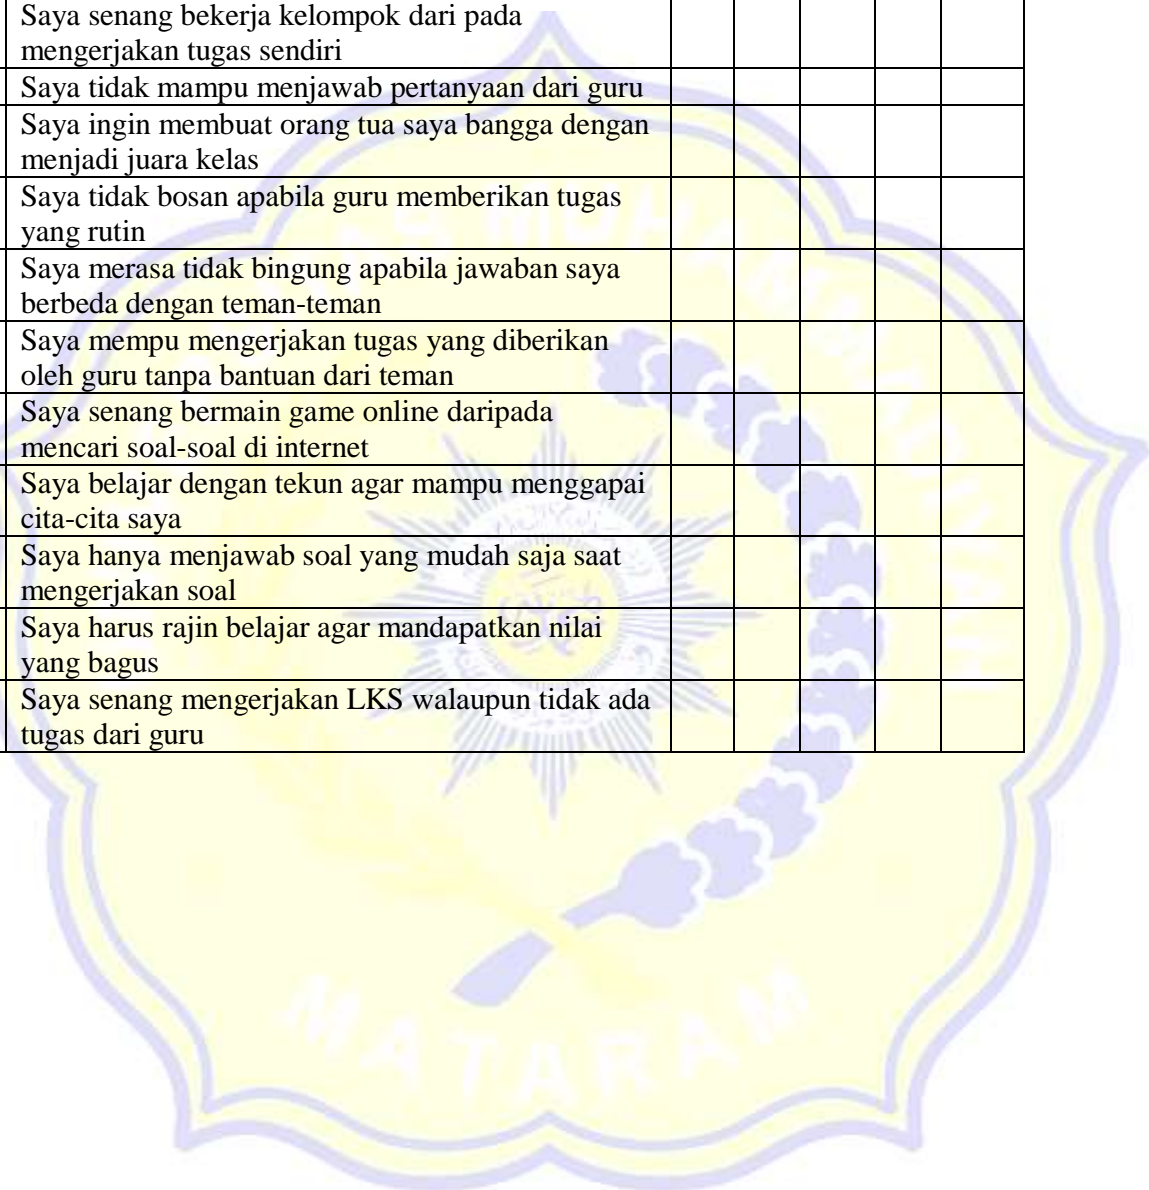 Saya senang bekerja kelompok dari pada
mengerjakan tugas sendiri
Saya tidak mampu menjawab pertanyaan dari guru
Saya ingin membuat orang tua saya bangga dengan
menjadi juara kelas
Saya tidak bosan apabila guru memberikan tugas
yang rutin
Saya merasa tidak bingung apabila jawaban saya
berbeda dengan teman-teman
Saya mempu mengerjakan tugas yang diberikan
oleh guru tanpa bantuan dari teman
Saya senang bermain game online daripada
mencari soal-soal di internet
Saya belajar dengan tekun agar mampu menggapai
cita-cita saya
Saya hanya menjawab soal yang mudah saja saat
mengerjakan soal
Saya harus rajin belajar agar mandapatkan nilai
yang bagus
Saya senang mengerjakan LKS walaupun tidak ada
tugas dari guru
MUHAMMADIYAH
MATARAM